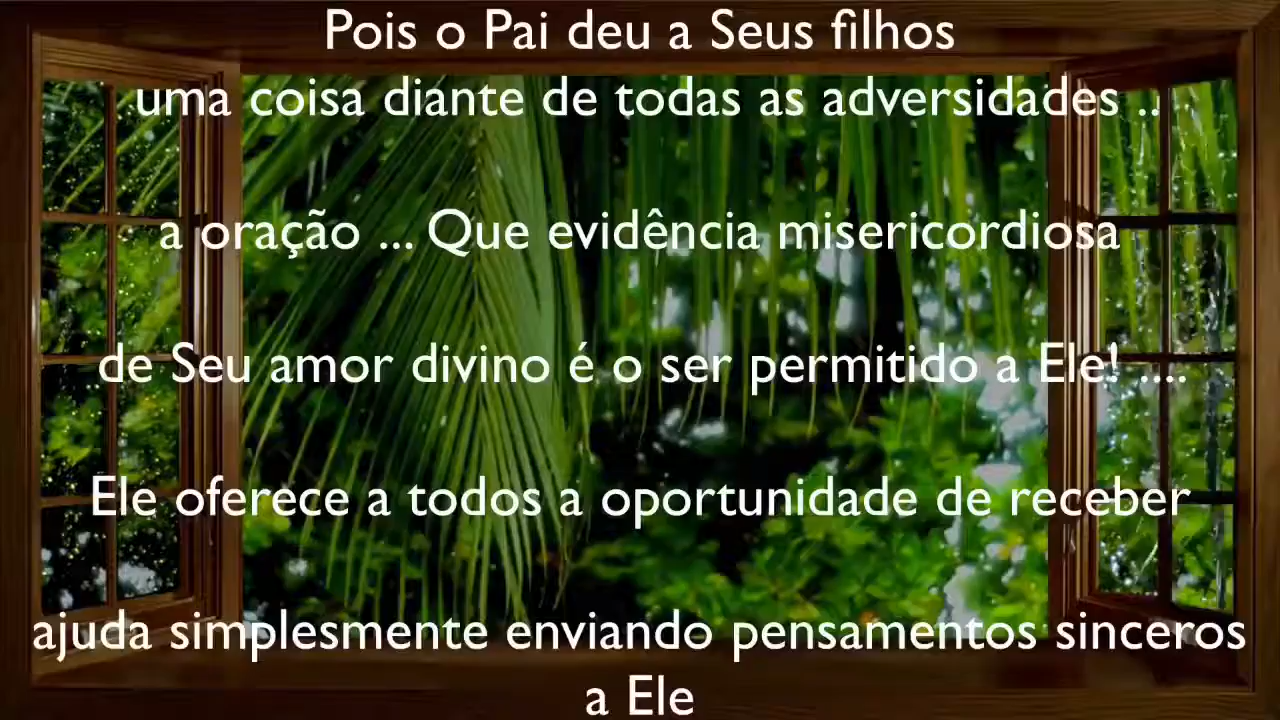 Pois o Pai deu a Seus filhos
uma coisa diante de todas as adversidades ..
a oração ... Que evidência misericordiosa
de Seu amor divino é o ser permitido a Ele! ....
Ele oferece a todos a oportunidade de receber
ajuda simplesmente enviando pensamentos sinceros
a Ele